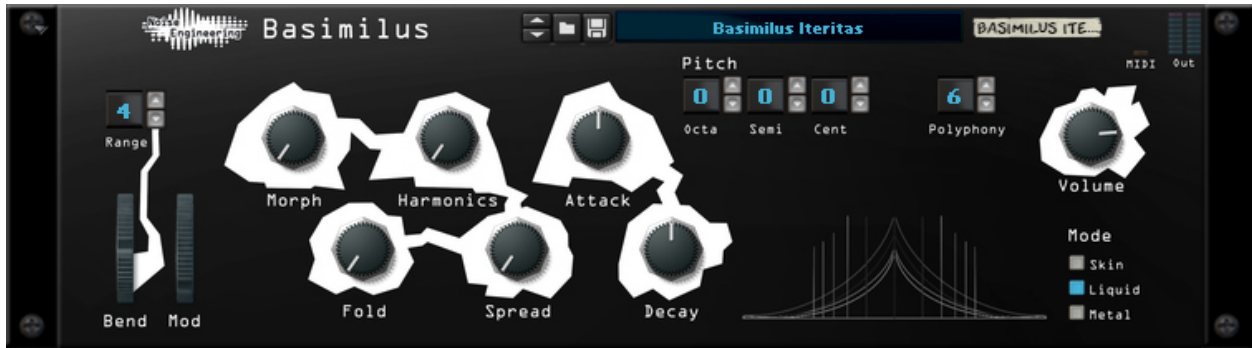 Noise
Engineering
Basimilus
Basimilus Iteritas
BASIMILUS ITE...
MIDI
Out
Pitch
4
0
0
0
6
Range
Octa
Semi
Cent
Polyphony
Volume
Morph
Harmonics
Attack
Mode
Skin
Liquid
Metal
Fold
Spread
Decay
Bend
Mod